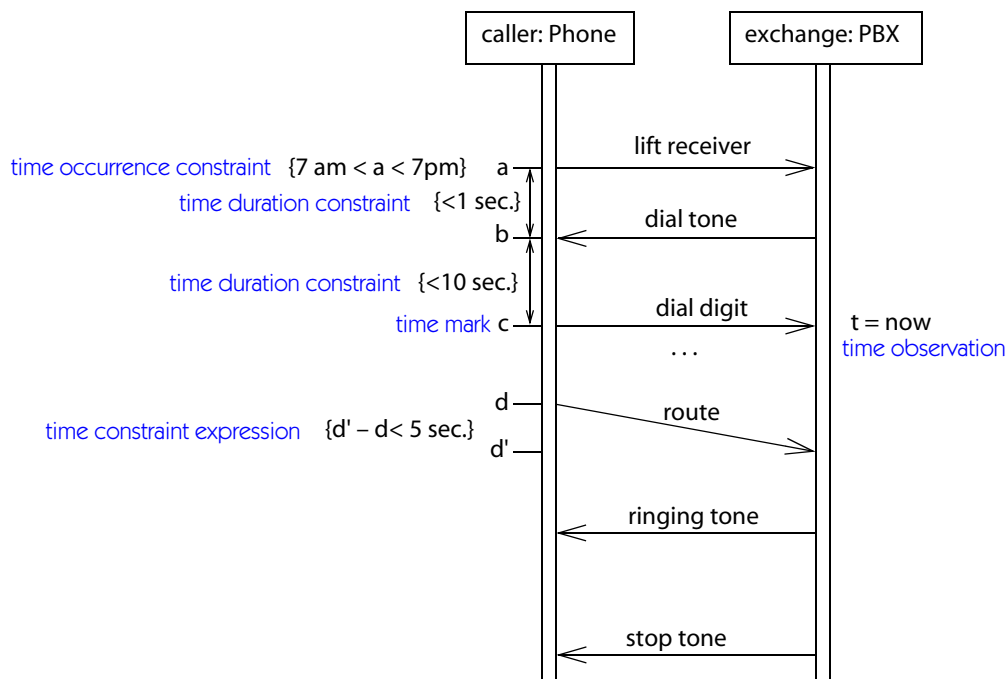 caller: Phone
exchange: PBX
lift receiver
time occurrence constraint {7 am < a < 7pm} a
time duration constraint {<1 sec.}
dial tone
b
time duration constraint {<10 sec.}
dial digit
time mark c
t = now
. . .
time observation
d
route
time constraint expression {d' – d< 5 sec.}
d'
ringing tone
stop tone